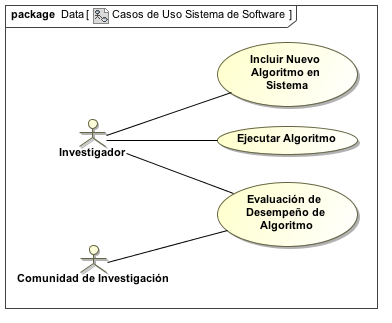 package Data [ Casos de Uso Sistema de Software ]
Incluir Nuevo
Algoritmo en
Sistema
Investigador
Ejecutar Algoritmo
Evaluación de
Desempeño de
Algoritmo
Comunidad de Investigación